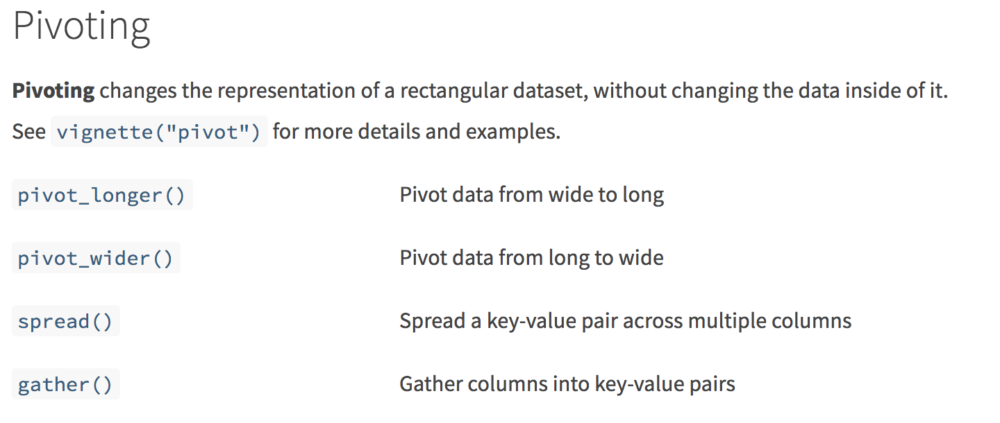 Pivoting
Pivoting changes the representation of a rectangular dataset, without changing the data inside of it.
See vignette("pivot") for more details and examples.
pivot_longer() Pivot data from wide to long
pivot_wider() Pivot data from long to wide
spread() Spread a key-value pair across multiple columns
gather() Gather columns into key-value pairs